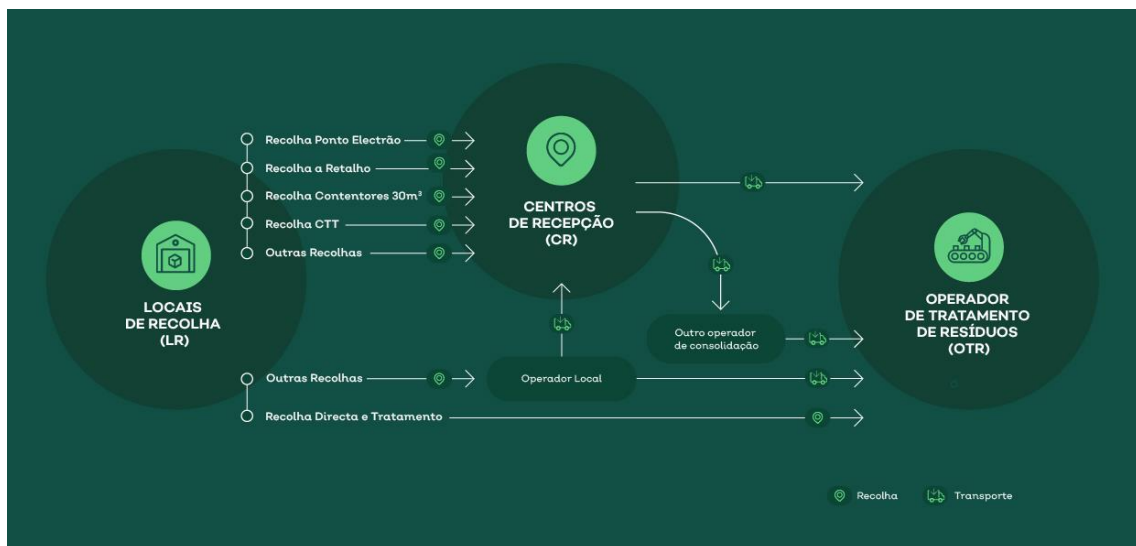 Recolha Ponto Electrão
Recolha a Retalho
Recolha Contentores 30m³
Recolha CTT
Outras Recolhas
LOCAIS
DE RECOLHA
(LR)
CENTROS
DE RECEPÇÃO
(CR)
OPERADOR
DE TRATAMENTO
DE RESÍDUOS
(OTR)
Outro operador
de consolidação
Outras Recolhas
Operador Local
Recolha Directa e Tratamento
Recolha
Transporte